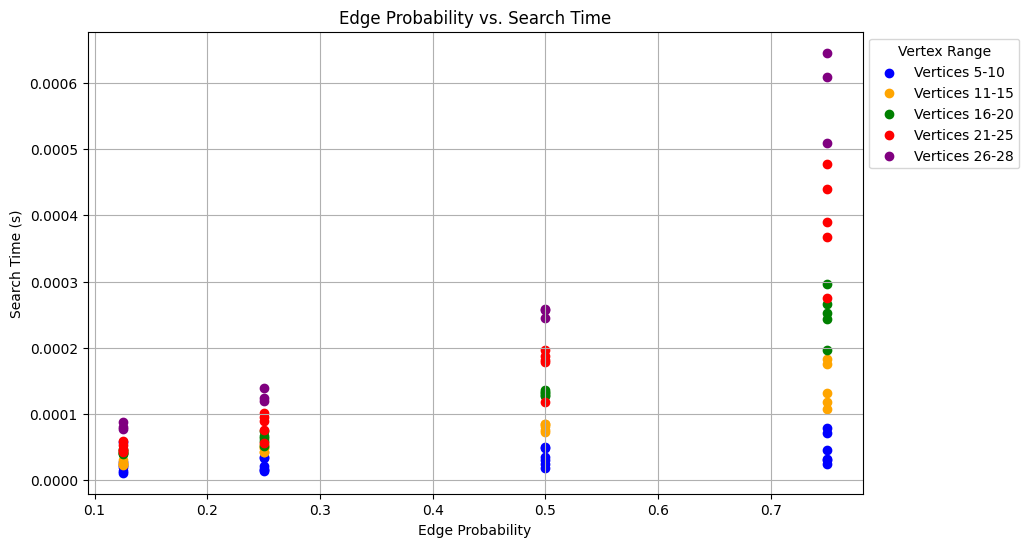 Edge Probability vs. Search Time
Search Time (s)
0.0006
0.0005
0.0004
0.0003
0.0002
0.0001
0.0000
0.1
0.2
0.3
0.4
0.5
0.6
0.7
Edge Probability
Vertex Range
Vertices 5-10
Vertices 11-15
Vertices 16-20
Vertices 21-25
Vertices 26-28